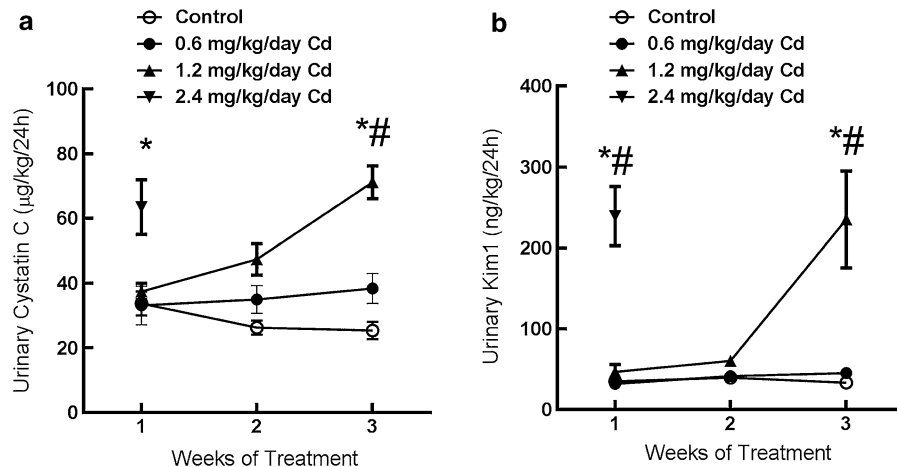 a
Control
0.6 mg/kg/day Cd
1.2 mg/kg/day Cd
2.4 mg/kg/day Cd
Urinary Cystatin C (μg/kg/24h)
100
80
60
40
20
0
*
*#
1 2 3
Weeks of Treatment
b
Control
0.6 mg/kg/day Cd
1.2 mg/kg/day Cd
2.4 mg/kg/day Cd
Urinary Kim1 (ng/kg/24h)
400
300
200
100
0
*#
*#
1 2 3
Weeks of Treatment